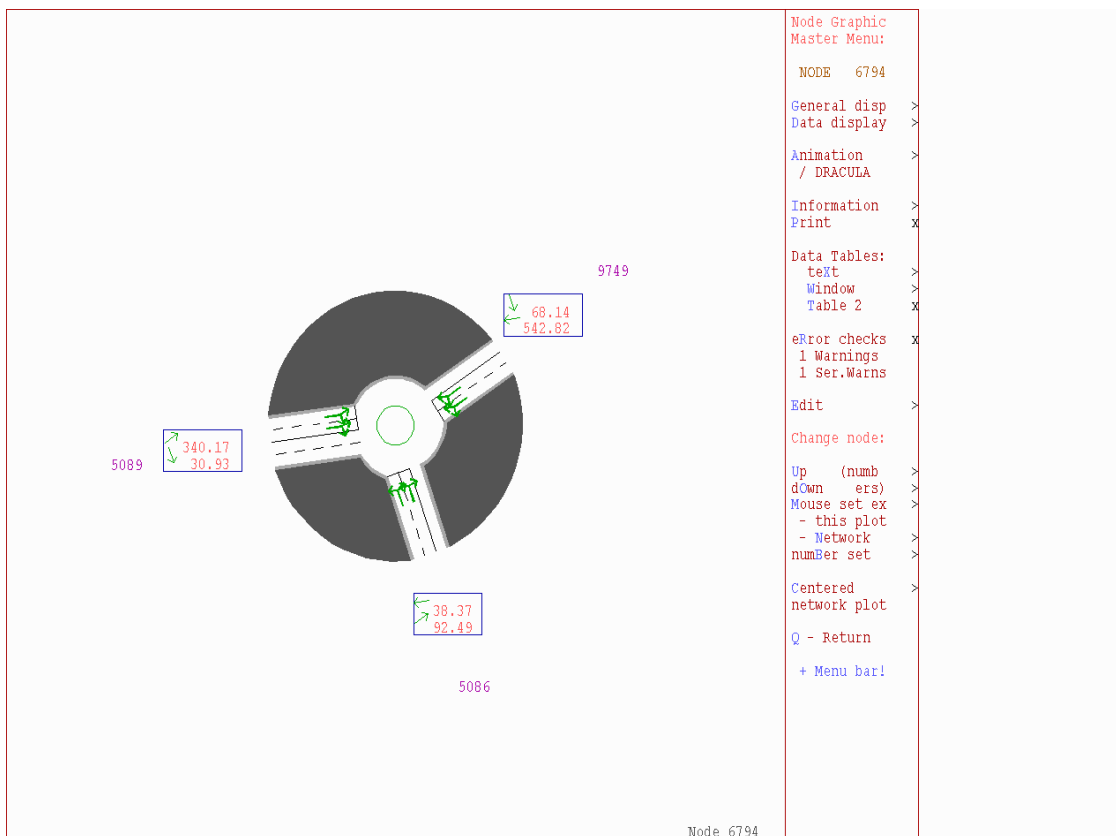 9749
68.14
542.82
340.17
30.93
5089
38.37
92.49
5086
Node 6794
Node Graphic
Master Menu:
NODE 6794
General disp >
Data display >
Animation >
/ DRACULA
Information >
Print x
Data Tables:
teXt >
Window >
Table 2 x
eRror checks x
1 Warnings
1 Ser.Warns
Edit >
Change node:
Up (numb >
dOwn ers) >
Mouse set ex >
- this plot
- Network >
numBer set >
Centered >
network plot
Q - Return
+ Menu bar!